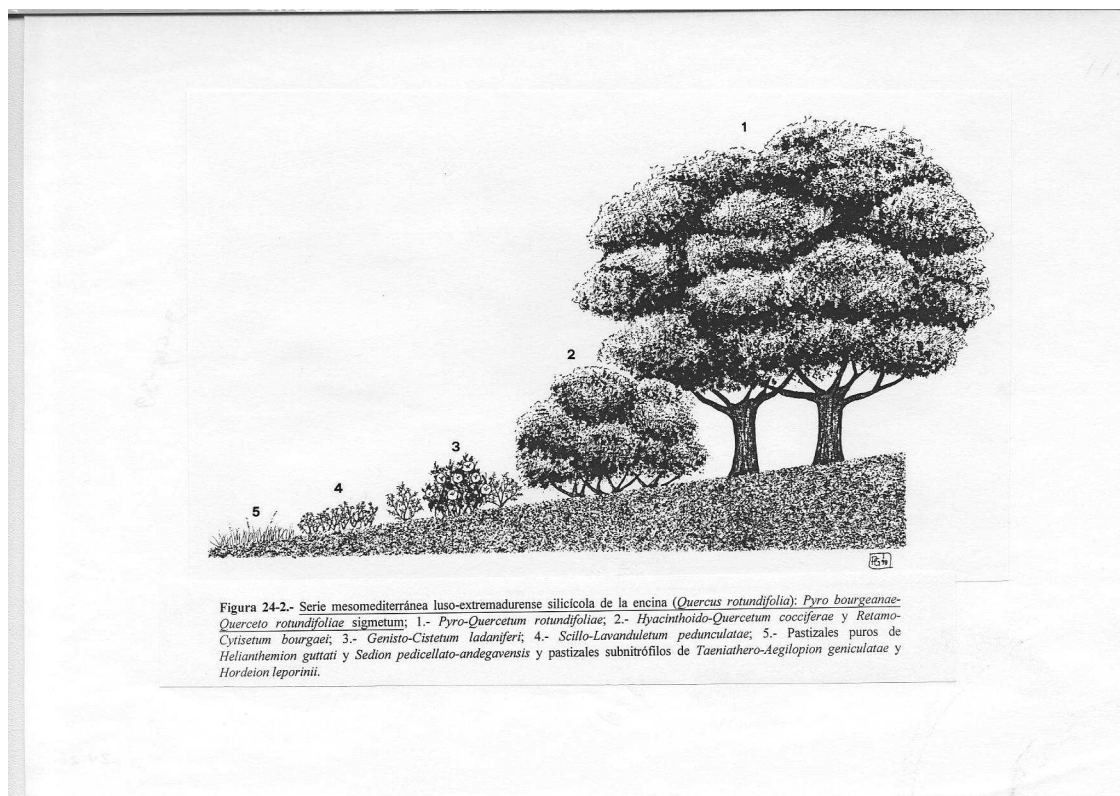 1
2
3
4
5
Figura 24-2.- Serie mesomediterránea luso-extremadurense silicícola de la encina (Quercus rotundifolia): Pyro bourgeanae-
Querceto rotundifoliae sigmetum; 1.- Pyro-Quercetum rotundifoliae; 2.- Hyacinthoido-Quercetum cocciferae y Retamo-
Cytisetum bourgaei; 3.- Genisto-Cistetum ladaniferi; 4.- Scillo-Lavanduletum pedunculatae; 5.- Pastizales puros de
Helianthemion guttati y Sedion pedicellato-andegavensis y pastizales subnitrófilos de Taeniathero-Aegilopion geniculatae y
Hordeion leporinii.